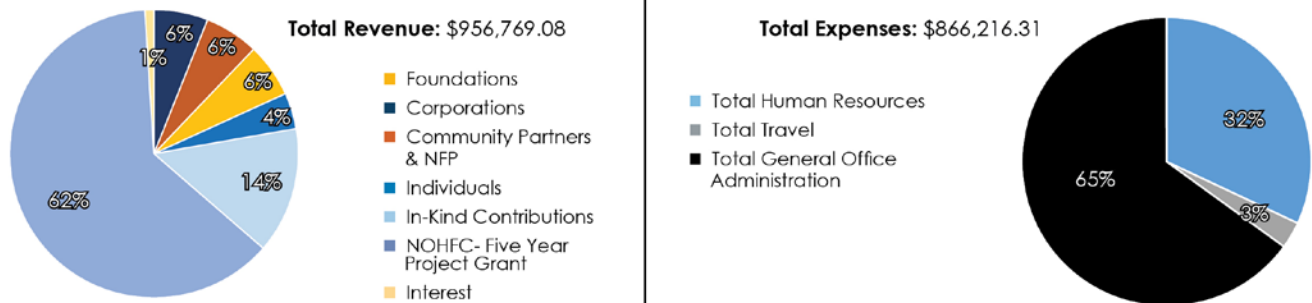 Total Revenue: $956,769.08
6%
6%
6%
4%
14%
62%
1%
Foundations
Corporations
Community Partners
& NFP
Individuals
In-Kind Contributions
NOHFC- Five Year
Project Grant
Interest
Total Expenses: $866,216.31
Total Human Resources
Total Travel
Total General Office
Administration
32%
3%
65%